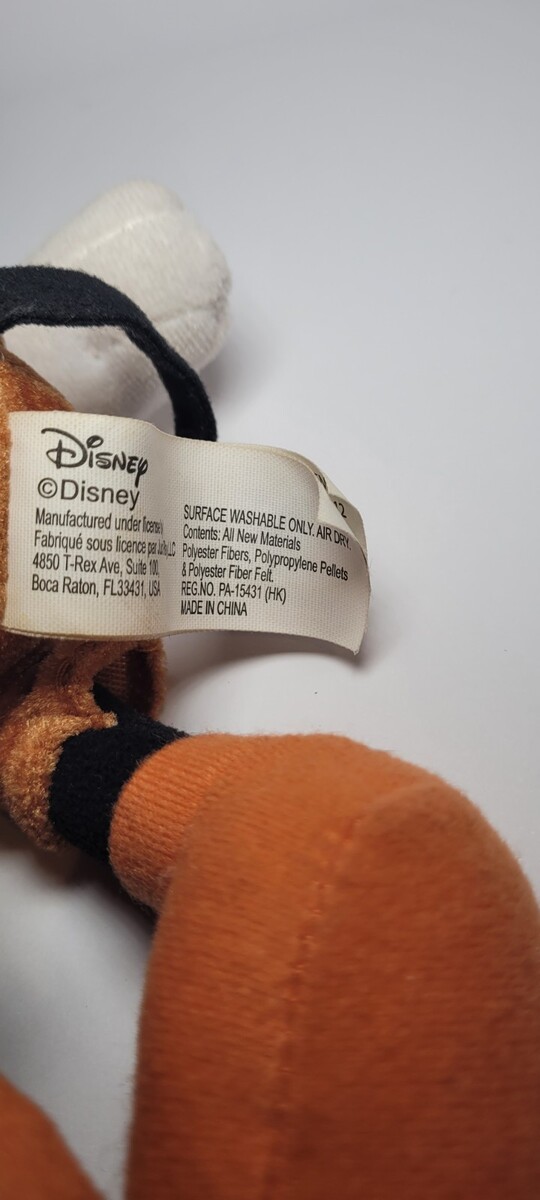 Disney
©Disney
Manufactured under license
Fabriqué sous licence par LLC
4850 T-Rex Ave, Suite 100,
Boca Raton, FL33431, USA
SURFACE WASHABLE ONLY. AIR DRY.
Contents: All New Materials
Polyester Fibers, Polypropylene Pellets
& Polyester Fiber Felt.
REG.NO. PA-15431 (HK)
MADE IN CHINA